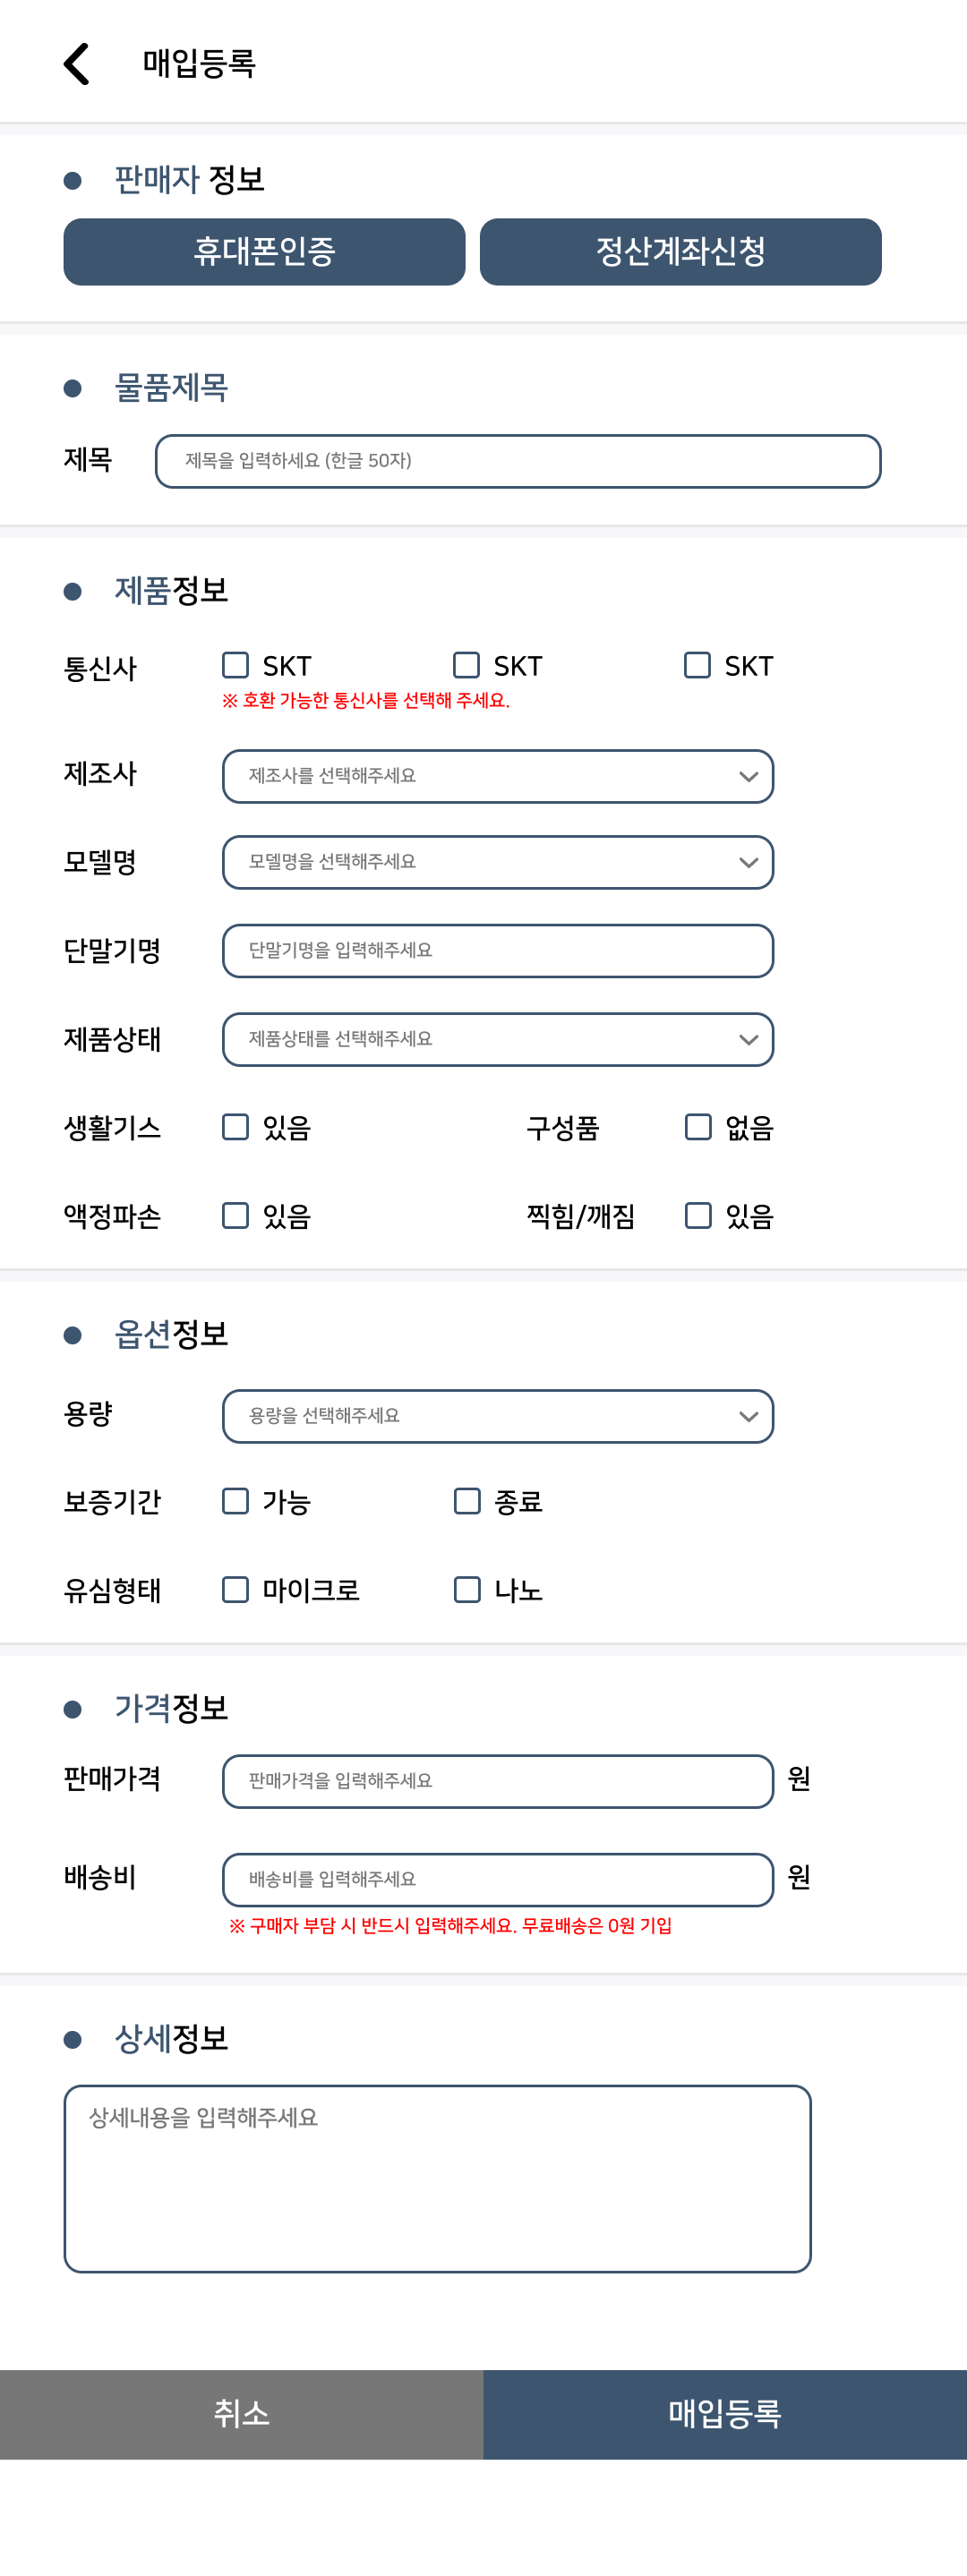 매입등록
판매자 정보
휴대폰인증 정산계좌신청
물품제목
제목 제목을 입력하세요 (한글 50자)
제품정보
통신사 SKT SKT SKT
※ 호환 가능한 통신사를 선택해 주세요.
제조사 제조사를 선택해주세요
모델명 모델명을 선택해주세요
단말기명 단말기명을 입력해주세요
제품상태 제품상태를 선택해주세요
생활기스 있음 구성품 없음
액정파손 있음 찍힘/깨짐 있음
옵션정보
용량 용량을 선택해주세요
보증기간 가능 종료
유심형태 마이크로 나노
가격정보
판매가격 판매가격을 입력해주세요 원
배송비 배송비를 입력해주세요 원
※ 구매자 부담 시 반드시 입력해주세요. 무료배송은 0원 기입
상세정보
상세내용을 입력해주세요
취소 매입등록